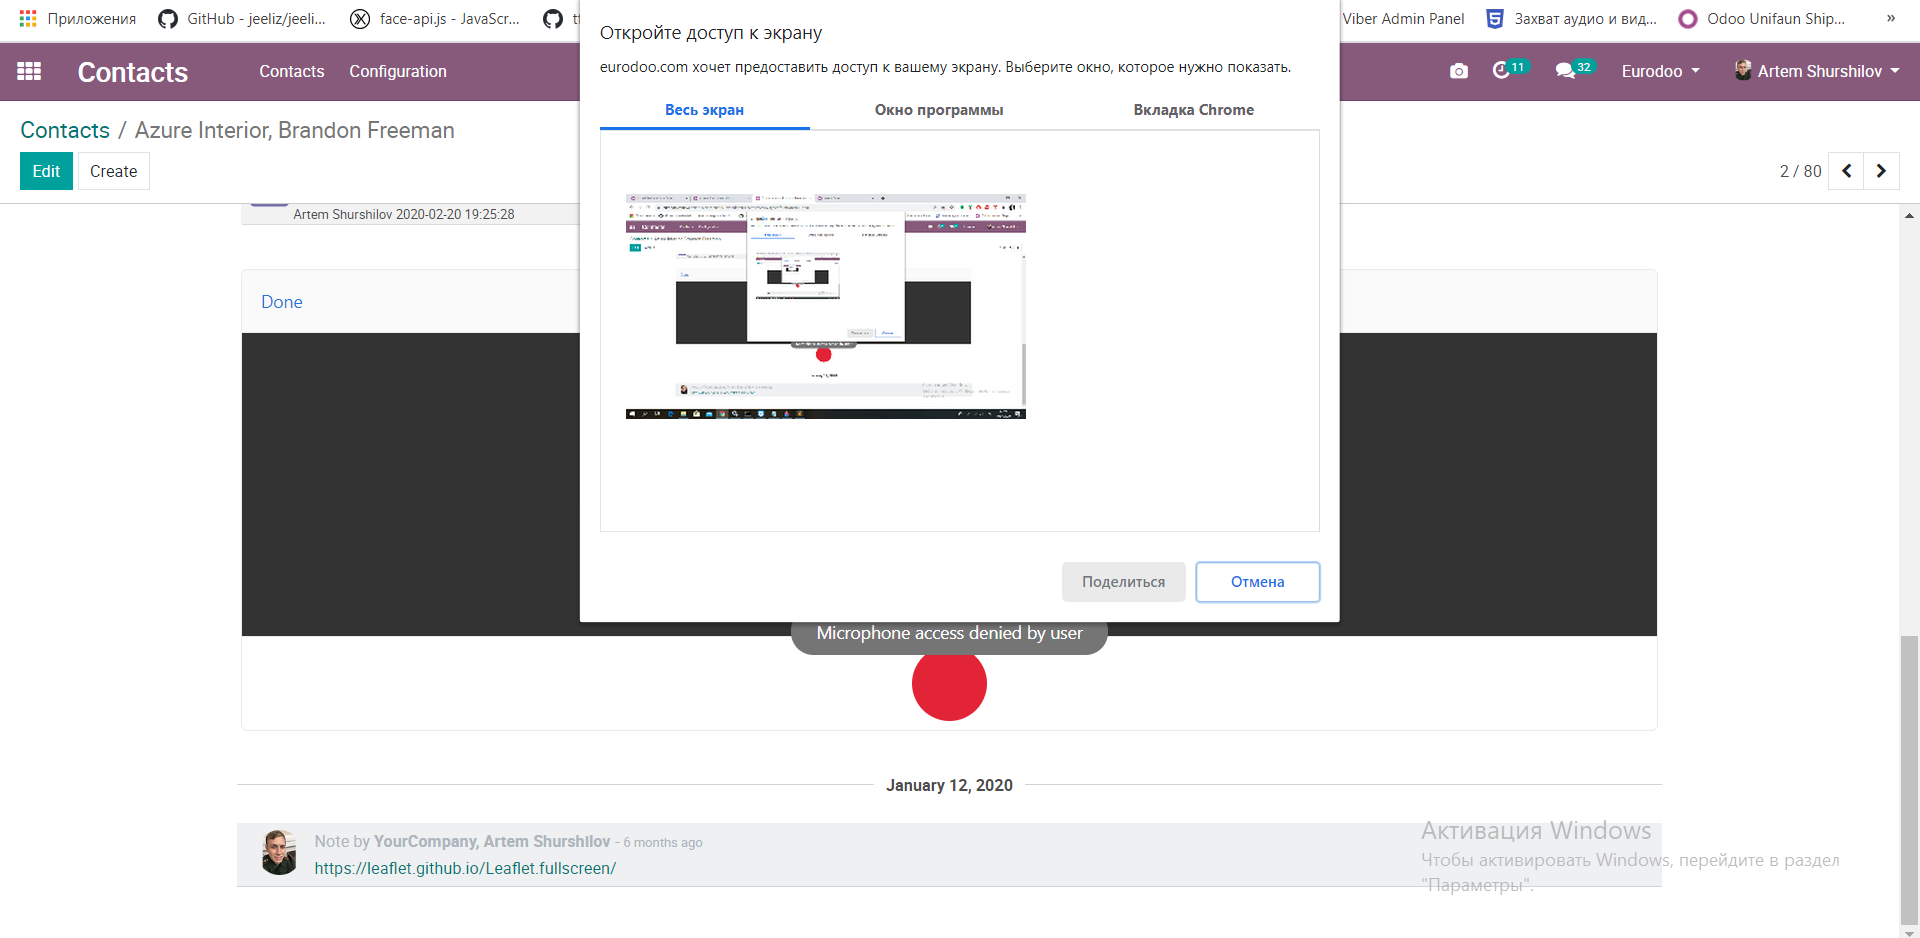 Приложения
GitHub - jeeliz/jeeli...
face-api.js - JavaScr...
Viber Admin Panel
Захват аудио и вид...
Odoo Unifaun Ship...
»
Contacts
Contacts
Configuration
11
32
Eurodoo
Artem Shurshilov
Contacts / Azure Interior, Brandon Freeman
Edit
Create
2 / 80
Откройте доступ к экрану
eurodoo.com хочет предоставить доступ к вашему экрану. Выберите окно, которое нужно показать.
Весь экран
Окно программы
Вкладка Chrome
Поделиться
Отмена
Artem Shurshilov 2020-02-20 19:25:28
Done
Microphone access denied by user
January 12, 2020
Note by YourCompany, Artem Shurshilov - 6 months ago
https://leaflet.github.io/Leaflet.fullscreen/
Активация Windows
Чтобы активировать Windows, перейдите в раздел
"Параметры".